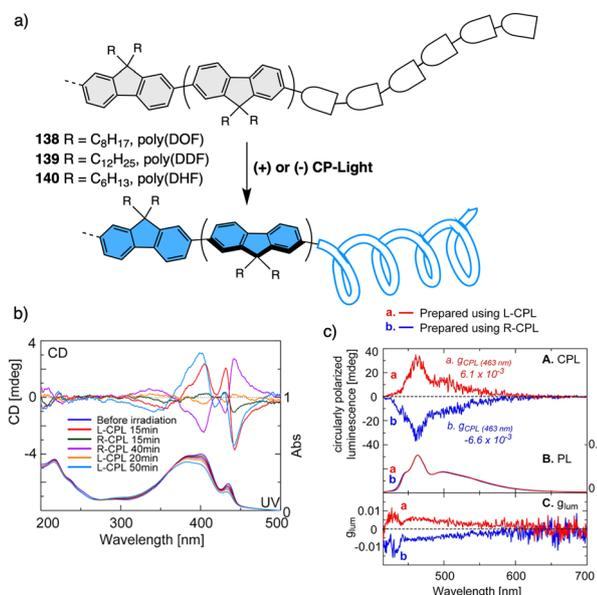 a)
R R
R R
138 R = C8H17, poly(DOF)
139 R = C12H25, poly(DDF)
140 R = C6H13, poly(DHF)
(+) or (-) CP-Light
R R
R R
b)
CD
CD [mdeg]
4
0
-4
Before irradiation
L-CPL 15min
R-CPL 15min
R-CPL 40min
L-CPL 20min
L-CPL 50min
1
Abs
UV
0
200 300 400 500
Wavelength [nm]
a. Prepared using L-CPL
b. Prepared using R-CPL
c)
circularly polarized
luminescence [mdeg]
40
20
0
-20
-40
a
b
a. gCPL (463 nm)
6.1 x 10-3
A. CPL
b. gCPL (463 nm)
-6.6 x 10-3
B. PL
a
b
0.
0
C. glum
glum
0.01
0
-0.01
a
b
500 600 700
Wavelength [nm]